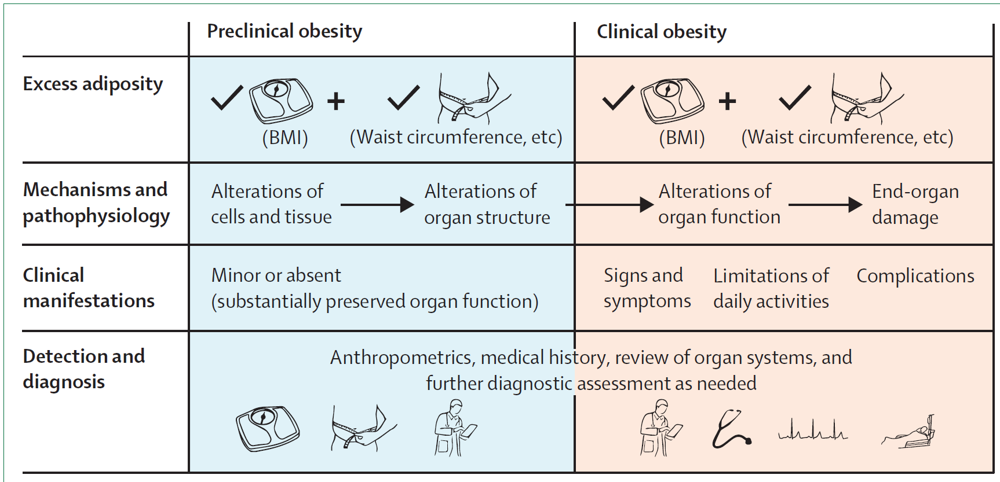 Preclinical obesity
Clinical obesity
Excess adiposity
(BMI)
+
(Waist circumference, etc)
(BMI)
+
(Waist circumference, etc)
Mechanisms and
pathophysiology
Alterations of
cells and tissue
Alterations of
organ structure
Alterations of
organ function
End-organ
damage
Clinical
manifestations
Minor or absent
(substantially preserved organ function)
Signs and
symptoms
Limitations of
daily activities
Complications
Detection and
diagnosis
Anthropometrics, medical history, review of organ systems, and
further diagnostic assessment as needed